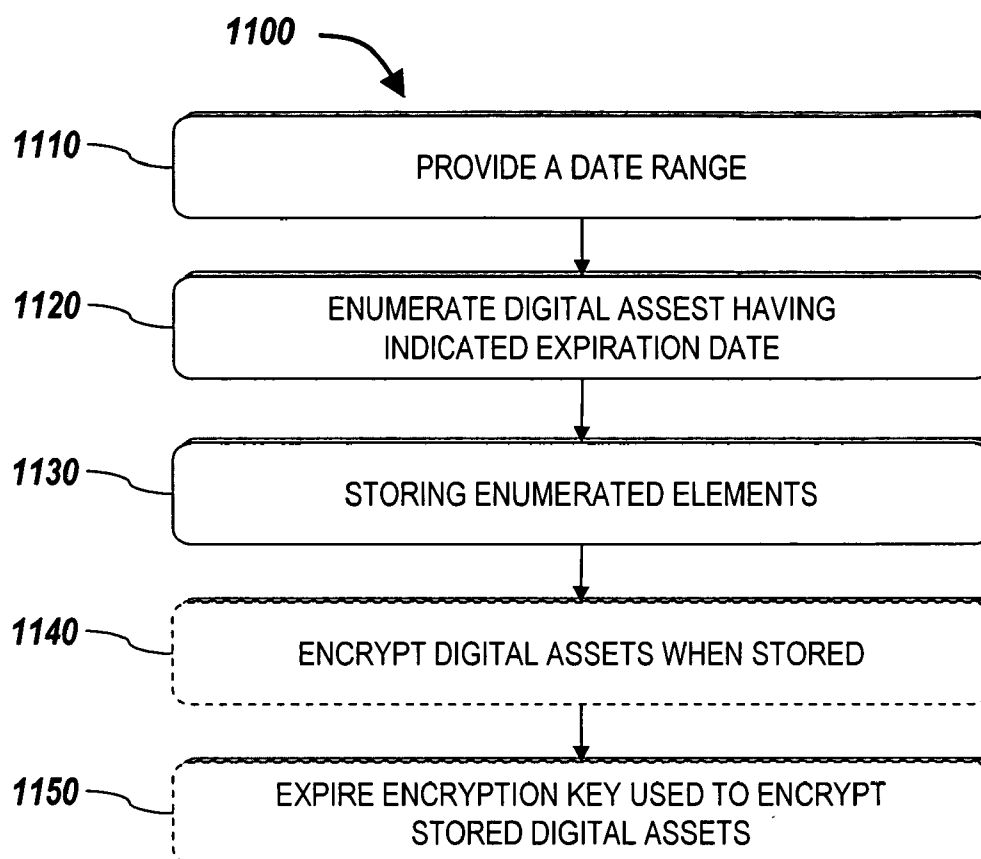 1100
1110
PROVIDE A DATE RANGE
1120
ENUMERATE DIGITAL ASSEST HAVING
INDICATED EXPIRATION DATE
1130
STORING ENUMERATED ELEMENTS
1140
ENCRYPT DIGITAL ASSETS WHEN STORED
1150
EXPIRE ENCRYPTION KEY USED TO ENCRYPT
STORED DIGITAL ASSETS